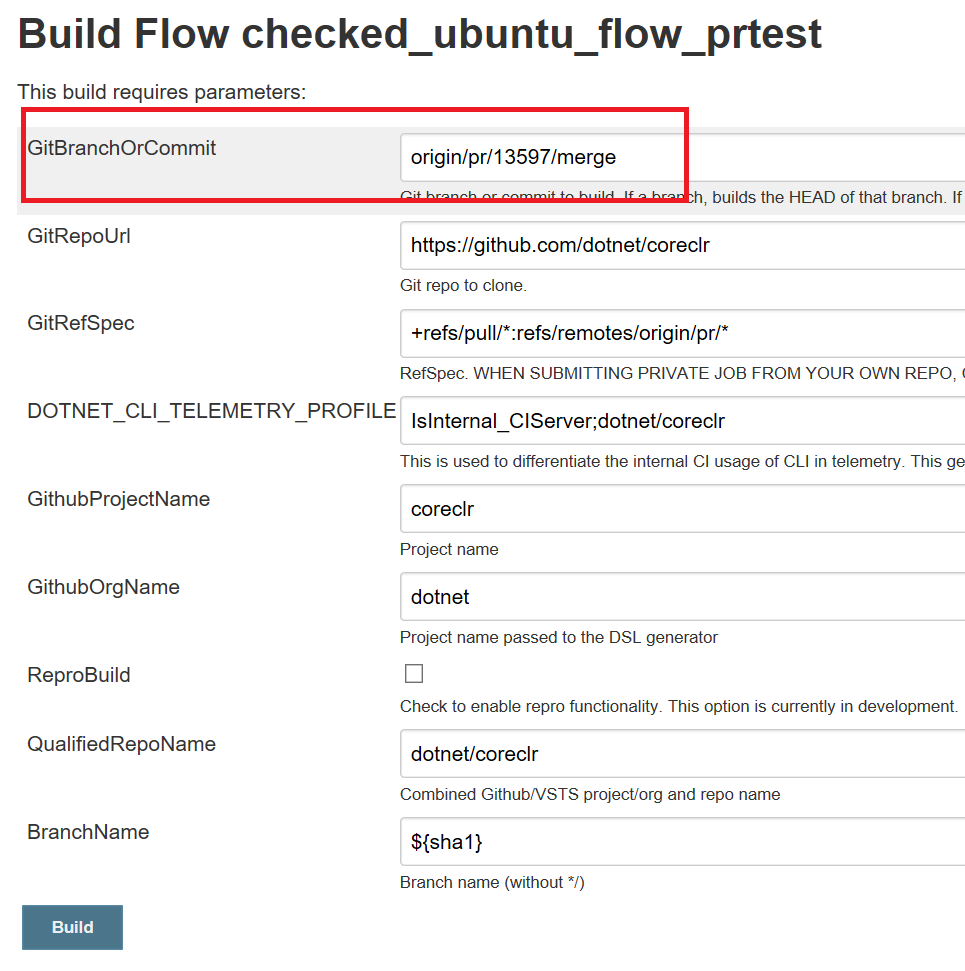 Build Flow checked_ubuntu_flow_prtest
This build requires parameters:
GitBranchOrCommit
origin/pr/13597/merge
Git branch or commit to build. If a branch, builds the HEAD of that branch. If
GitRepoUrl
https://github.com/dotnet/coreclr
Git repo to clone.
GitRefSpec
+refs/pull/*:refs/remotes/origin/pr/*
RefSpec. WHEN SUBMITTING PRIVATE JOB FROM YOUR OWN REPO,
DOTNET_CLI_TELEMETRY_PROFILE
IsInternal_CIServer;dotnet/coreclr
This is used to differentiate the internal CI usage of CLI in telemetry. This ge
GithubProjectName
coreclr
Project name
GithubOrgName
dotnet
Project name passed to the DSL generator
ReproBuild
Check to enable repro functionality. This option is currently in development.
QualifiedRepoName
dotnet/coreclr
Combined Github/VSTS project/org and repo name
BranchName
${sha1}
Branch name (without */)
Build